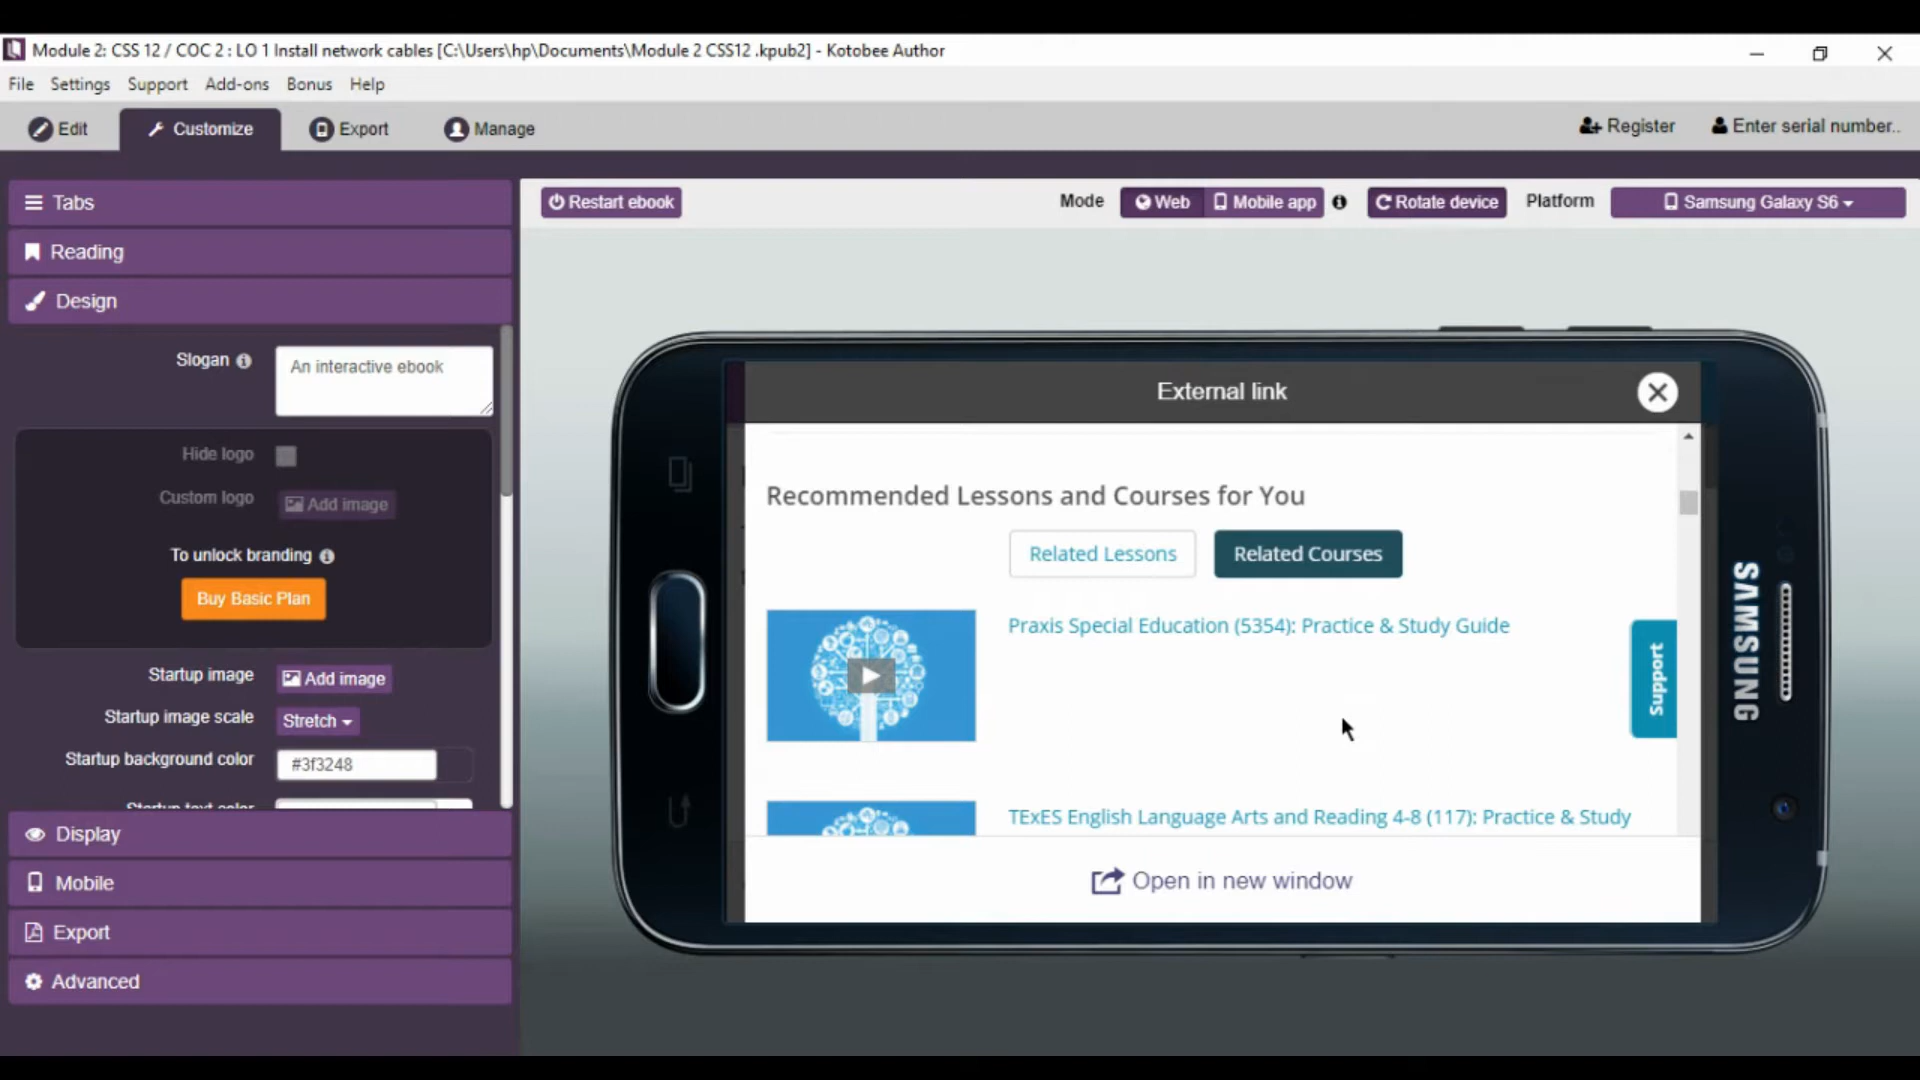 Module 2: CSS 12 / COC 2 : LO 1 Install network cables [C:\Users\hp\Documents\Module 2 CSS12 .kpub2] - Kotobee Author
File Settings Support Add-ons Bonus Help
Edit Customize Export Manage Register Enter serial number..
Tabs
Reading
Design
Slogan An interactive ebook
Hide logo
Custom logo Add image
To unlock branding
Buy Basic Plan
Startup image Add image
Startup image scale Stretch
Startup background color #3f3248
Startup text color
Display
Mobile
Export
Advanced
Restart ebook Mode Web Mobile app Rotate device Platform Samsung Galaxy S6
External link
Recommended Lessons and Courses for You
Related Lessons Related Courses
Praxis Special Education (5354): Practice & Study Guide
TExES English Language Arts and Reading 4-8 (117): Practice & Study
Open in new window
Support
SAMSUNG